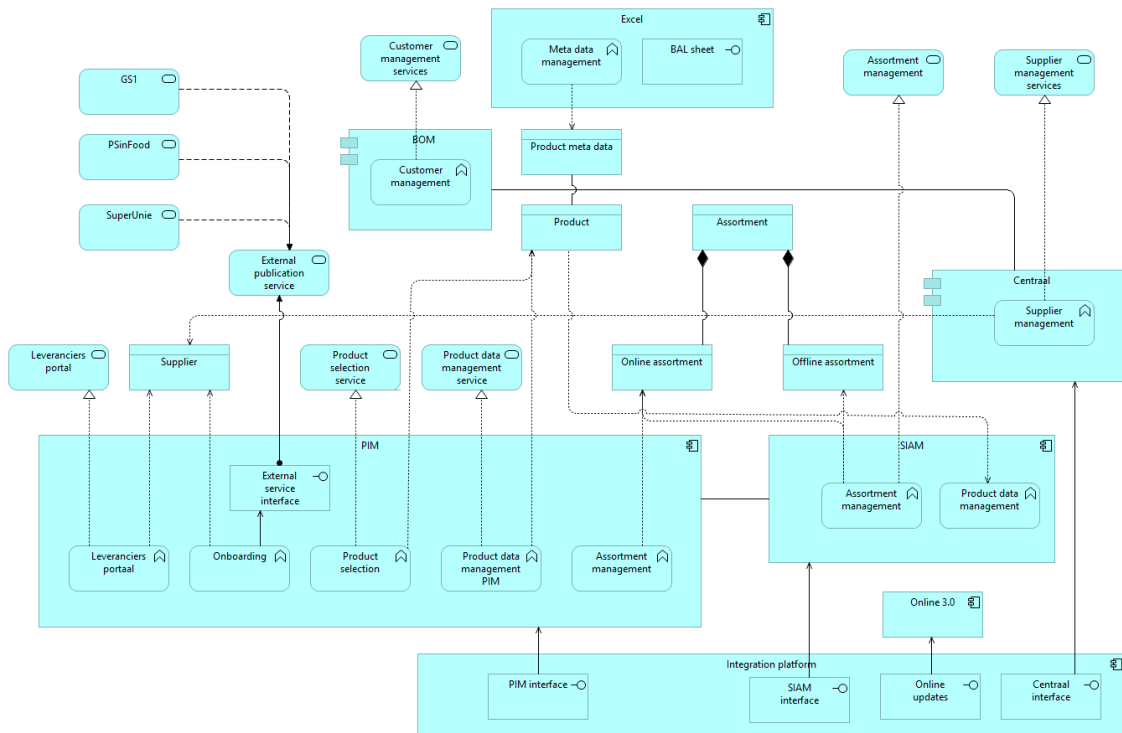 Excel
Meta data
management
BAL sheet
Customer
management
services
Assortment
management
Supplier
management
services
GS1
PSinFood
SuperUnie
BOM
Customer
management
Product meta data
Product
Assortment
External
publication
service
Centraal
Supplier
management
Leveranciers
portal
Supplier
Product
selection
service
Product data
management
service
Online assortment
Offline assortment
PIM
External
service
interface
Leveranciers
portaal
Onboarding
Product
selection
Product data
management
PIM
Assortment
management
SIAM
Assortment
management
Product data
management
Online 3.0
Integration platform
PIM interface
SIAM
interface
Online
updates
Centraal
interface